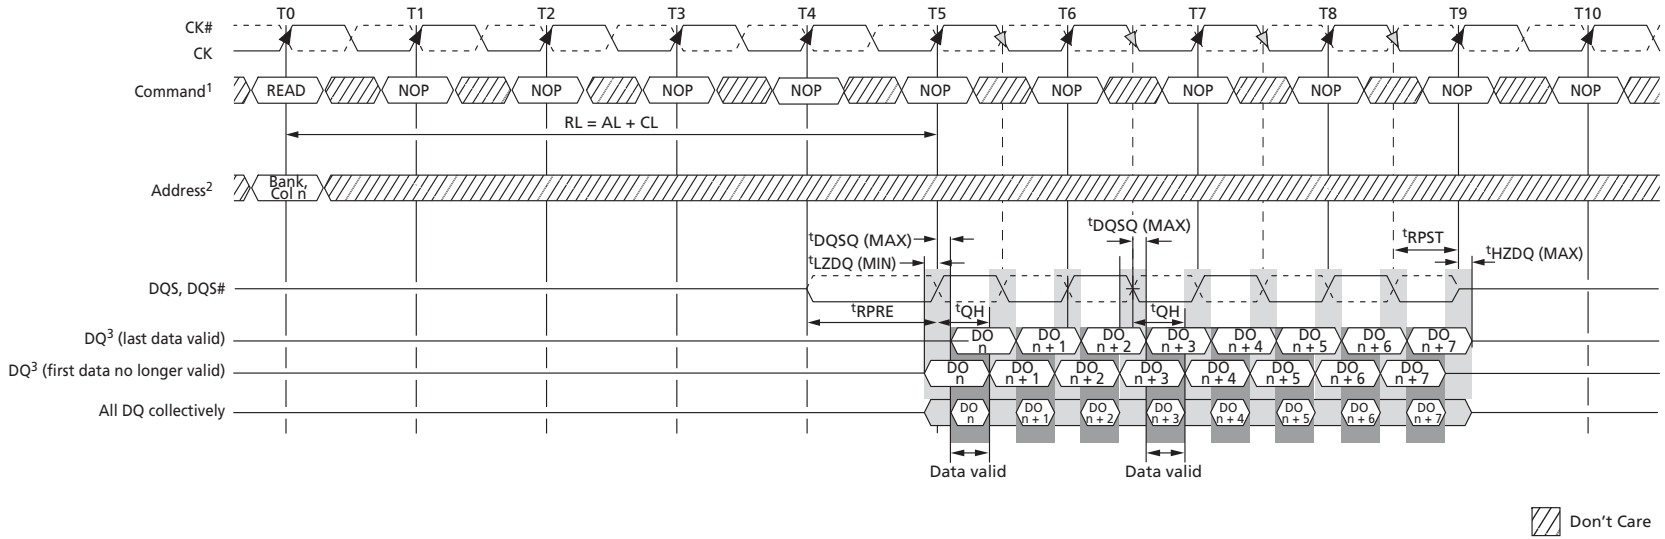 T0 T1 T2 T3 T4 T5 T6 T7 T8 T9 T10
CK#
CK
Command1 READ NOP NOP NOP NOP NOP NOP NOP NOP NOP NOP
RL = AL + CL
Address2 Bank, Col n
tDQSQ (MAX) tDQSQ (MAX) tRPST
tLZDQ (MIN) tHZDQ (MAX)
DQS, DQS#
tRPRE tQH tQH
DQ3 (last data valid) DO n DO n + 1 DO n + 2 DO n + 3 DO n + 4 DO n + 5 DO n + 6 DO n + 7
DQ3 (first data no longer valid) DO n DO n + 1 DO n + 2 DO n + 3 DO n + 4 DO n + 5 DO n + 6 DO n + 7
All DQ collectively DO n DO n + 1 DO n + 2 DO n + 3 DO n + 4 DO n + 5 DO n + 6 DO n + 7
Data valid Data valid
Don’t Care